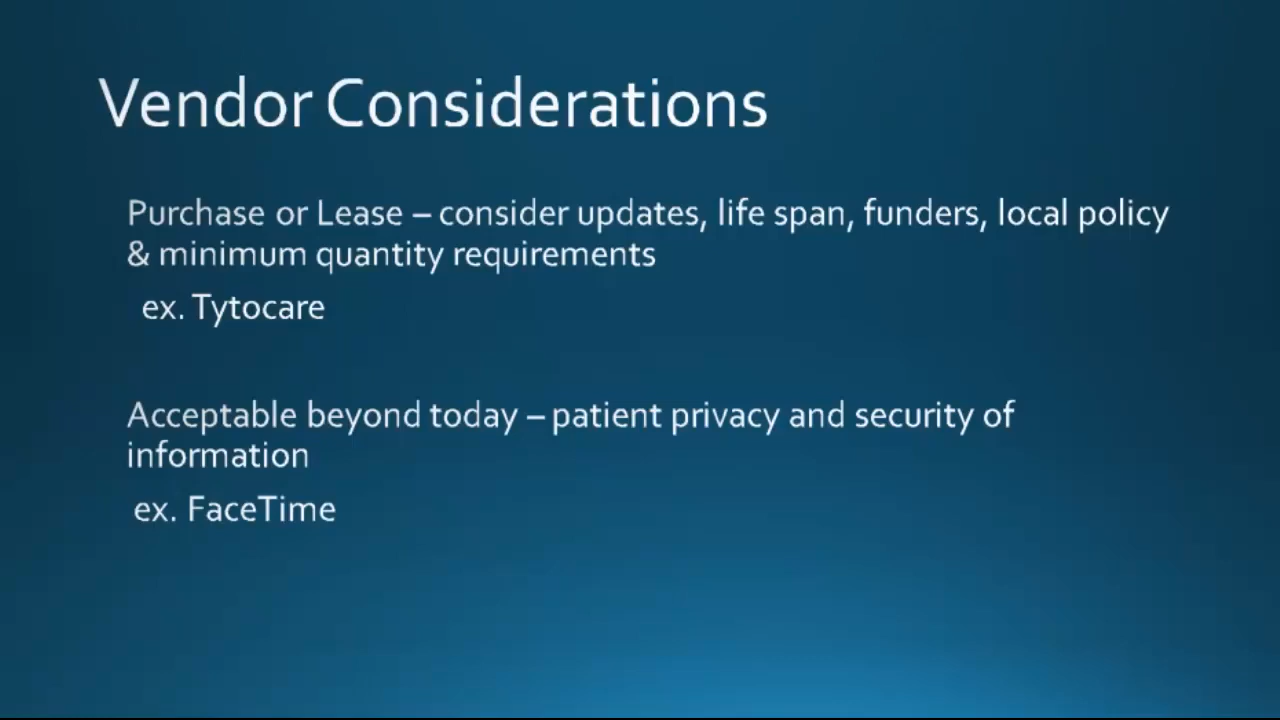 Vendor Considerations
Purchase or Lease – consider updates, life span, funders, local policy
& minimum quantity requirements
ex. Tytocare
Acceptable beyond today – patient privacy and security of
information
ex. FaceTime